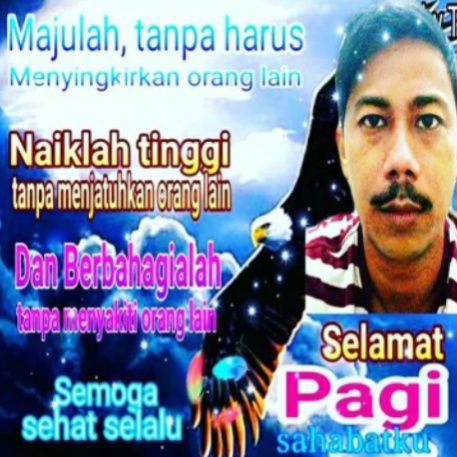 Majulah, tanpa harus
Menyingkirkan orang lain
Naiklah tinggi
tanpa menjatuhkan orang lain
Dan Berbahagialah
tanpa menyakiti orang lain
Semoga
sehat selalu
Selamat
Pagi
sahabatku